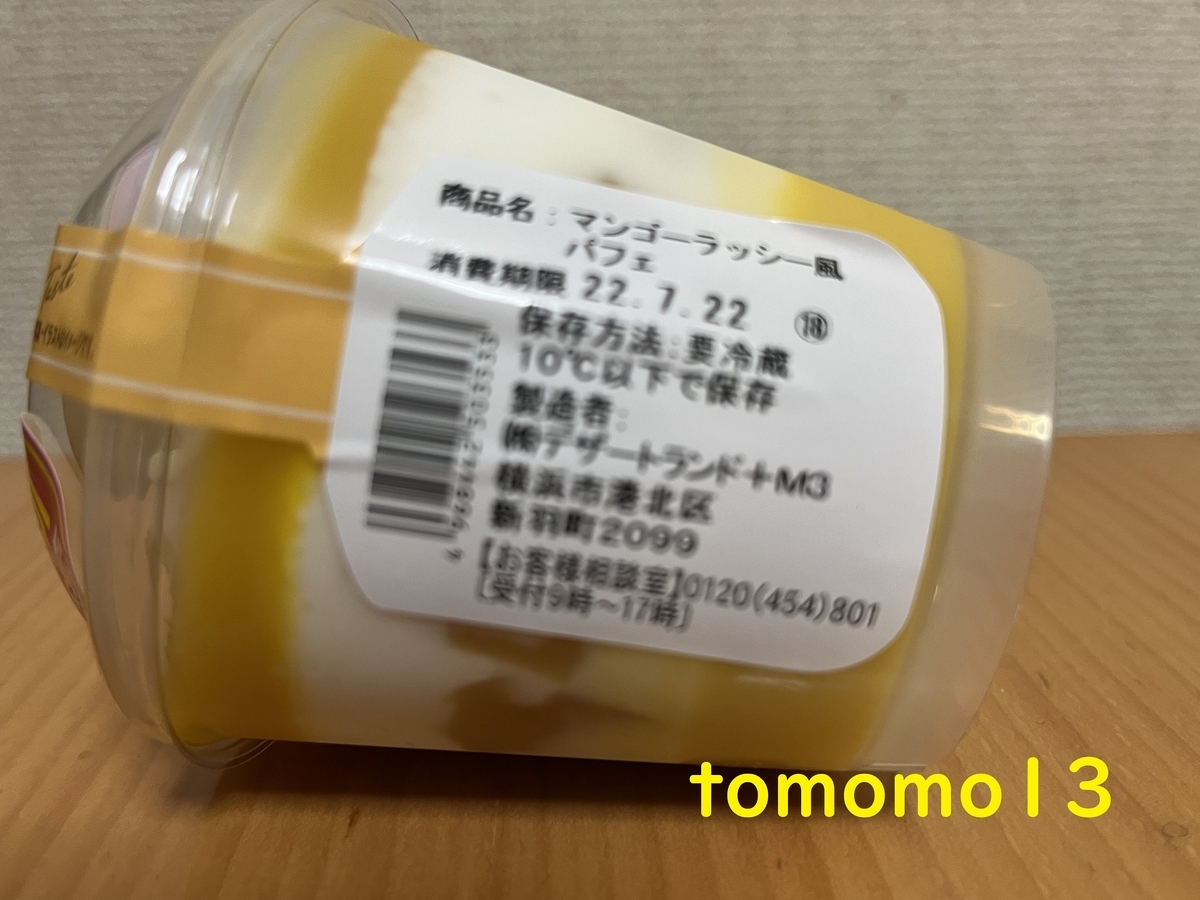 商品名:マンゴーラッシー風
パフェ
消費期限 22.7.22 ⑱
保存方法:要冷蔵
10℃以下で保存
製造者:
㈱デザートランド+M3
横浜市港北区
新羽町2099
【お客様相談室】0120(454)801
[受付9時~17時]
tomomo13